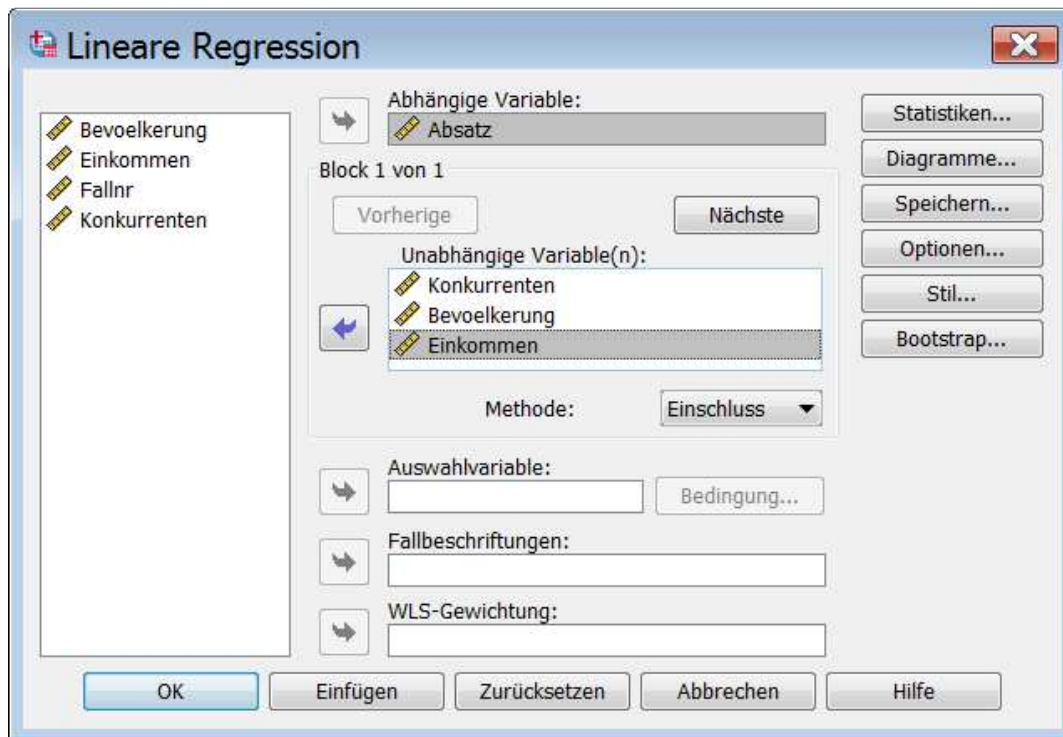 Lineare Regression
Bevoelkerung
Einkommen
Fallnr
Konkurrenten
Abhängige Variable:
Absatz
Block 1 von 1
Vorherige
Nächste
Unabhängige Variable(n):
Konkurrenten
Bevoelkerung
Einkommen
Methode:
Einschluss
Auswahlvariable:
Bedingung...
Fallbeschriftungen:
WLS-Gewichtung:
Statistiken...
Diagramme...
Speichern...
Optionen...
Stil...
Bootstrap...
OK
Einfügen
Zurücksetzen
Abbrechen
Hilfe